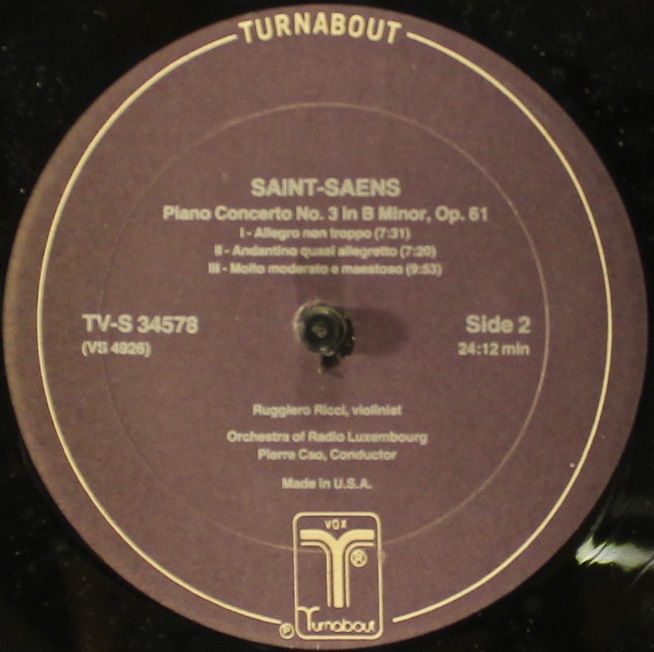 TURNABOUT
SAINT-SAENS
Piano Concerto No. 3 in B Minor, Op. 61
I - Allegro non troppo (7:31)
II - Andantino quasi allegretto (7:20)
III - Molto moderato e maestoso (9:53)
TV-S 34578
(VS 4926)
Side 2
24:12 min
Ruggiero Ricci, violinist
Orchestra of Radio Luxembourg
Pierre Cao, Conductor
Made in U.S.A.
VOX
T ®
℗ Turnabout